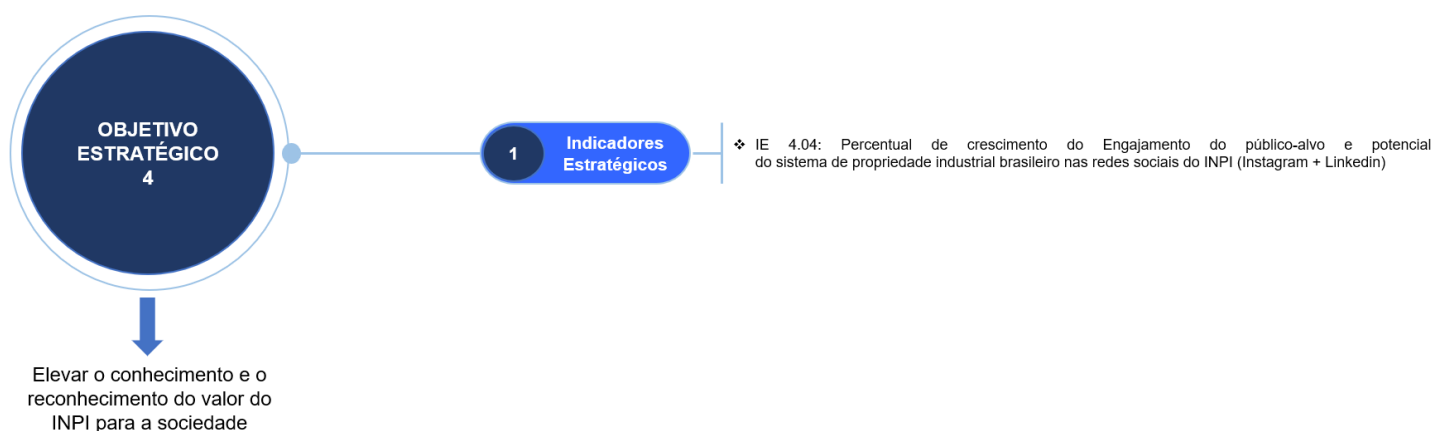 OBJETIVO
ESTRATÉGICO
4
1
Indicadores
Estratégicos
❖ IE 4.04: Percentual de crescimento do Engajamento do público-alvo e potencial
do sistema de propriedade industrial brasileiro nas redes sociais do INPI (Instagram + Linkedin)
Elevar o conhecimento e o
reconhecimento do valor do
INPI para a sociedade